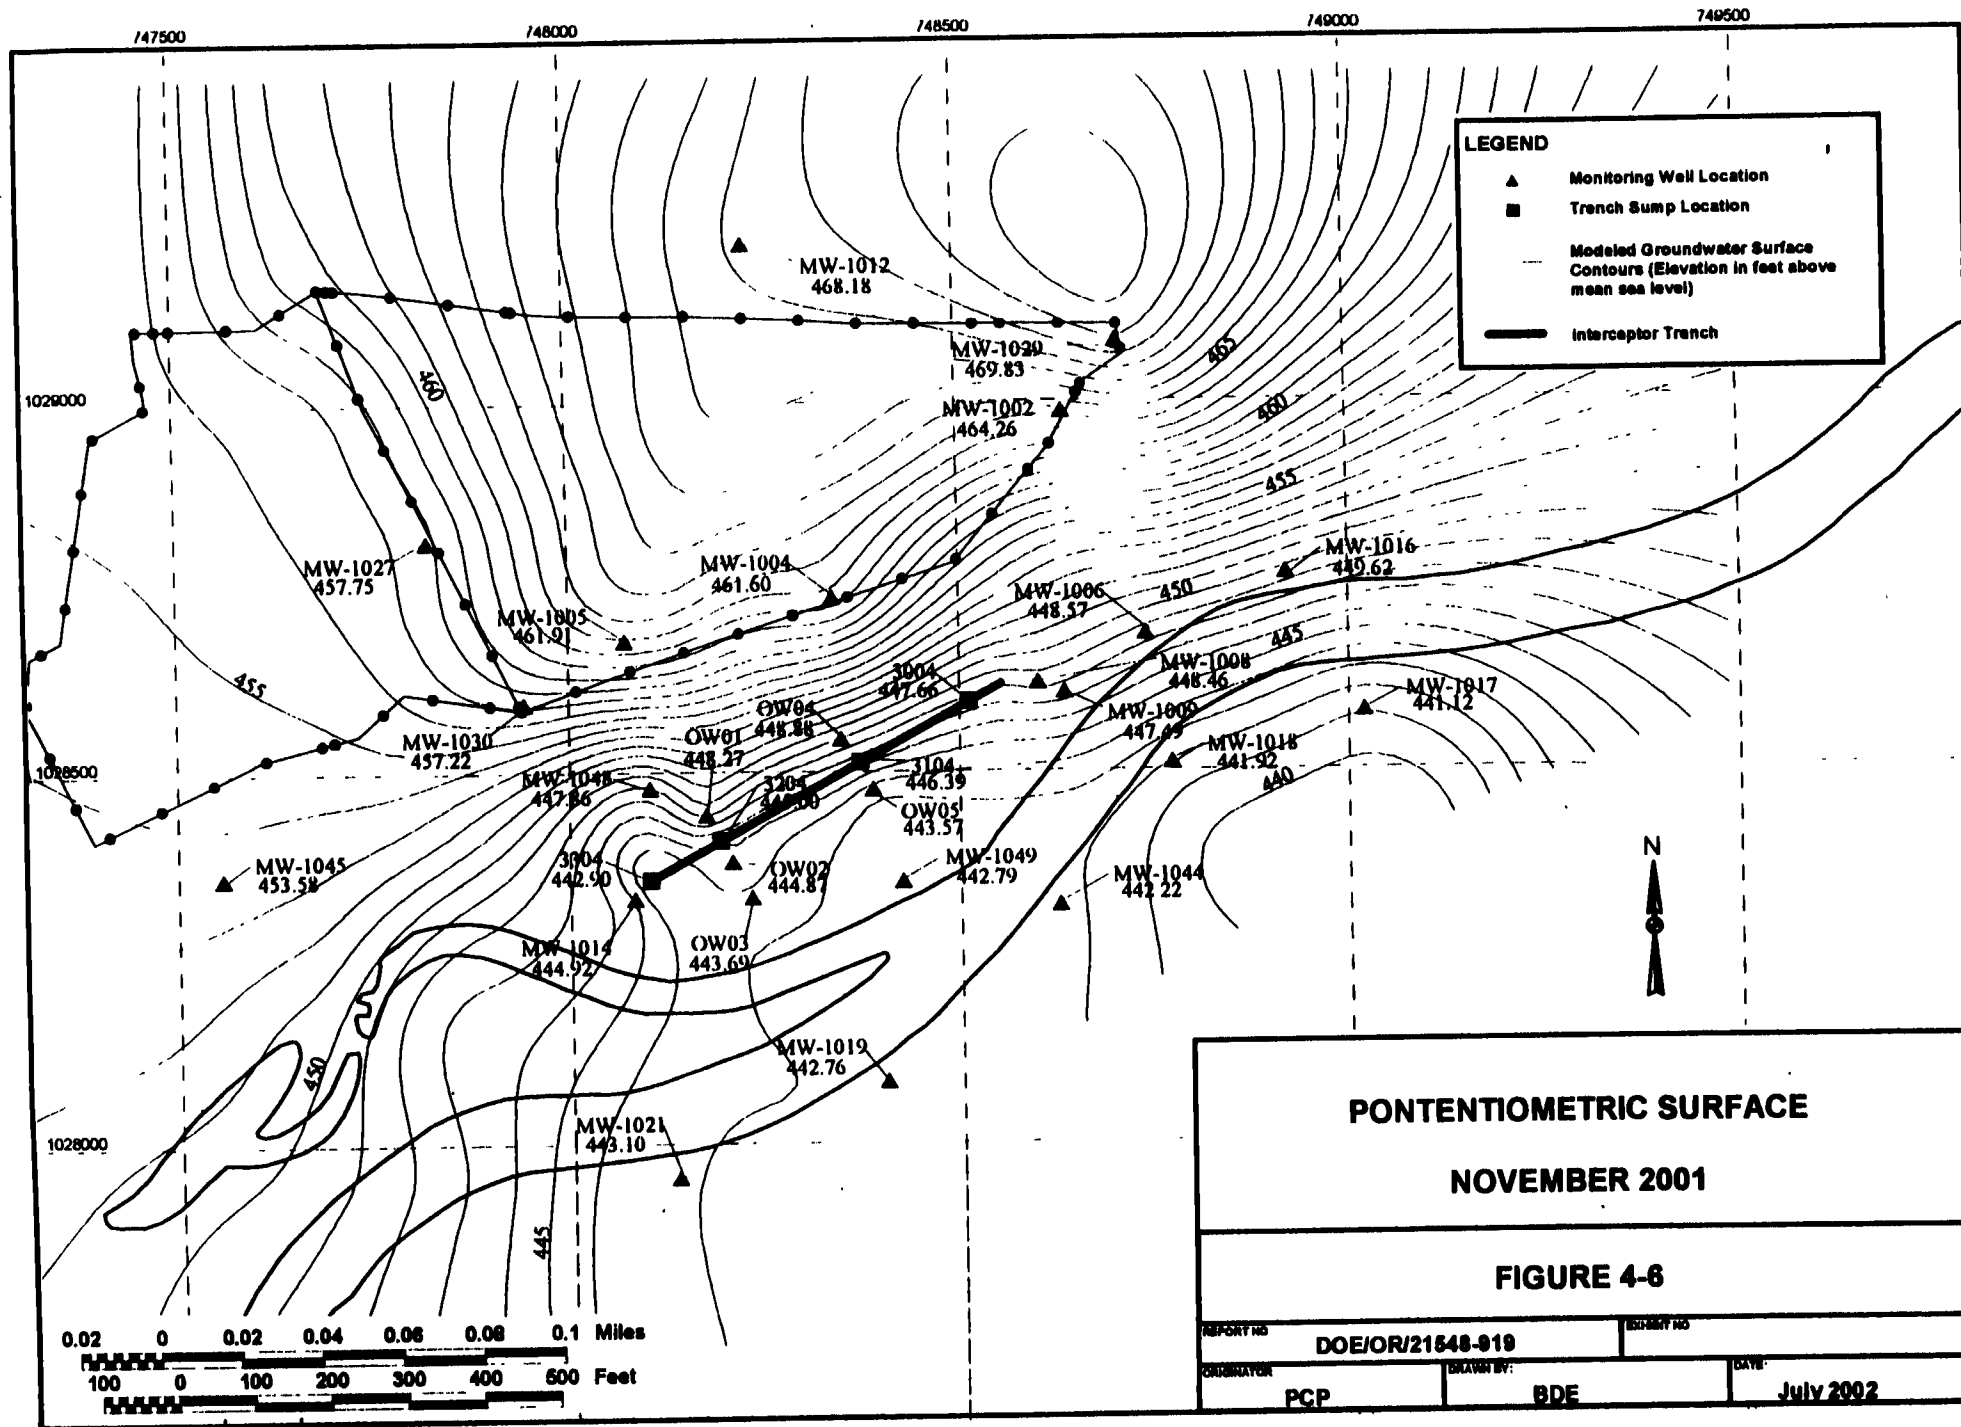 747500
748000
748500
749000
749500
LEGEND
Monitoring Well Location
Trench Sump Location
Modeled Groundwater Surface
Contours (Elevation in feet above
mean sea level)
Interceptor Trench
MW-1012
468.18
MW-1029
469.83
465
460
1029000
MW-1002
464.26
460
455
MW-1027
457.75
MW-1004
461.60
MW-1016
449.62
MW-1005
461.91
MW-1006
448.57
450
445
455
3004
447.66
MW-1008
448.46
MW-1017
441.12
OW04
448.88
MW-1009
447.49
MW-1030
457.22
OW01
448.27
MW-1018
441.92
1028500
MW-1048
447.86
3204
3104
446.39
440
OW05
443.57
MW-1045
453.58
3304
442.90
OW02
444.87
MW-1049
442.79
MW-1044
442.22
N
MW-1014
444.92
OW03
443.69
450
MW-1019
442.76
1028000
MW-1021
443.10
445
PONTENTIOMETRIC SURFACE
NOVEMBER 2001
FIGURE 4-6
0.02 0 0.02 0.04 0.06 0.08 0.1 Miles
100 0 100 200 300 400 500 Feet
REPORT NO
DOE/OR/21548-919
EXHIBIT NO
ORIGINATOR
PCP
DRAWN BY:
BDE
DATE:
July 2002